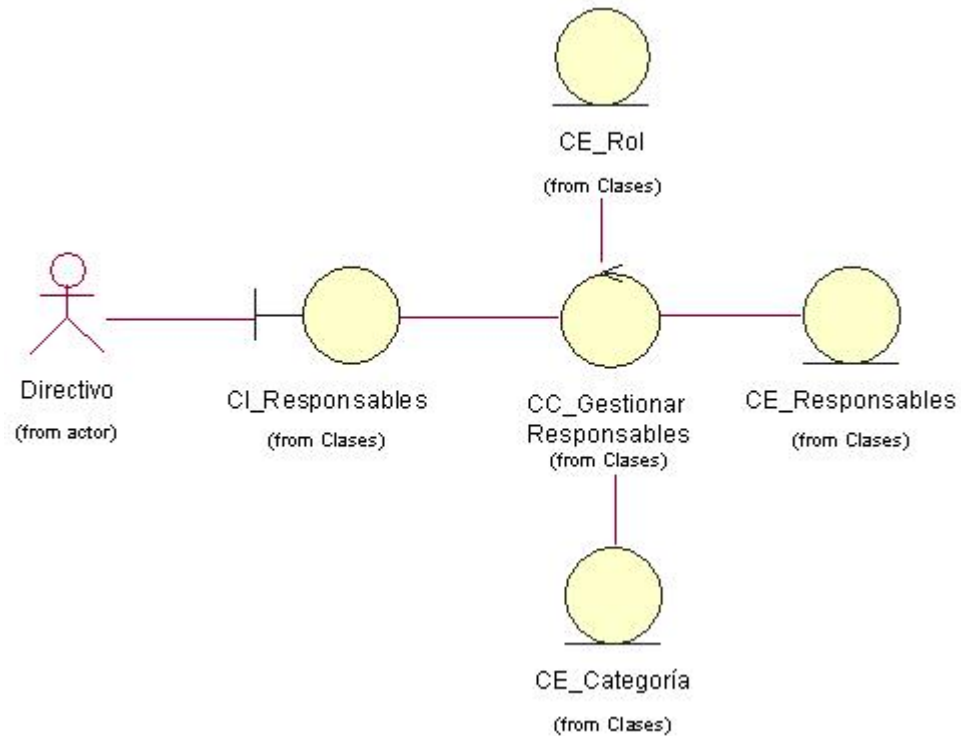 CE_Rol
(from Clases)
Directivo
(from actor)
CI_Responsables
(from Clases)
CC_Gestionar
Responsables
(from Clases)
CE_Responsables
(from Clases)
CE_Categoría
(from Clases)